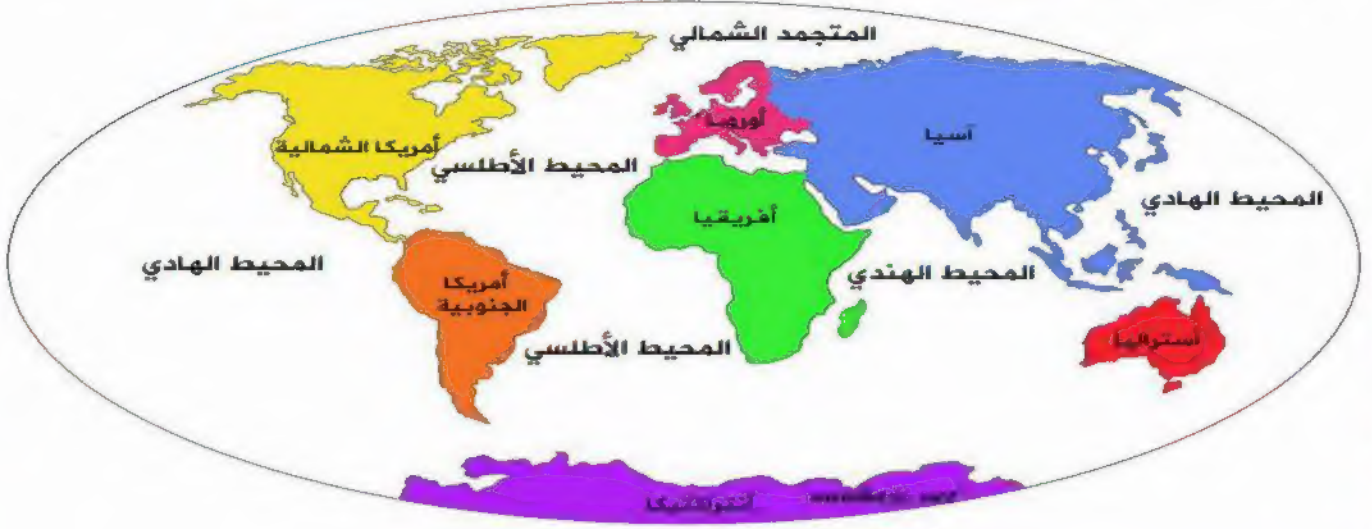 المتجمد الشمالي
أوروبا
آسيا
أمريكا الشمالية
المحيط الأطلسي
المحيط الهادي
أفريقيا
المحيط الهادي
المحيط الهندي
أمريكا
الجنوبية
المحيط الأطلسي
أستراليا